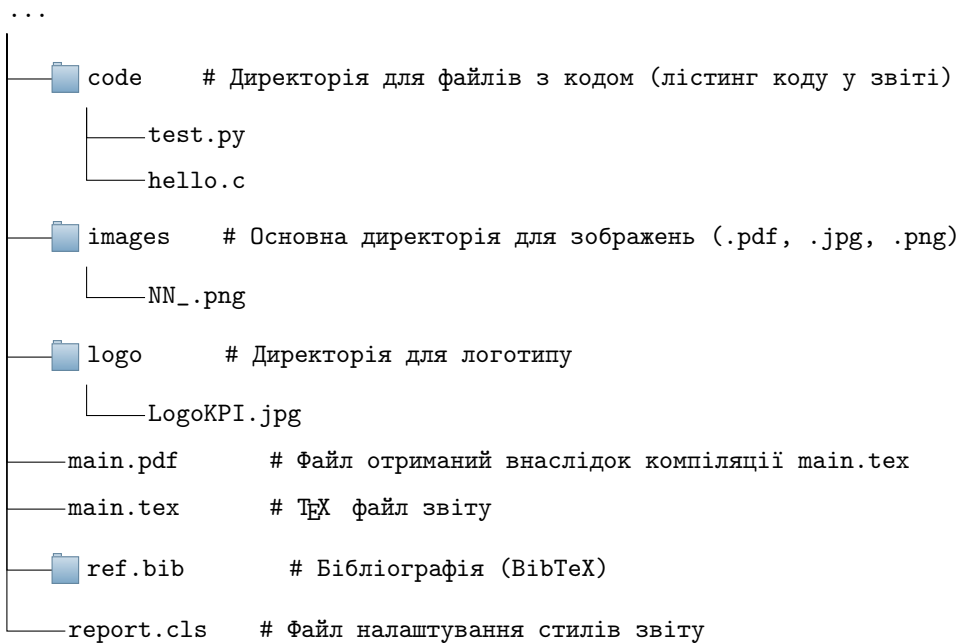 ...
code # Директорія для файлів з кодом (лістинг коду у звіті)
test.py
hello.c
images # Основна директорія для зображень (.pdf, .jpg, .png)
NN_.png
logo # Директорія для логотипу
LogoKPI.jpg
main.pdf # Файл отриманий внаслідок компіляції main.tex
main.tex # TEX файл звіту
ref.bib # Бібліографія (BibTeX)
report.cls # Файл налаштування стилів звіту